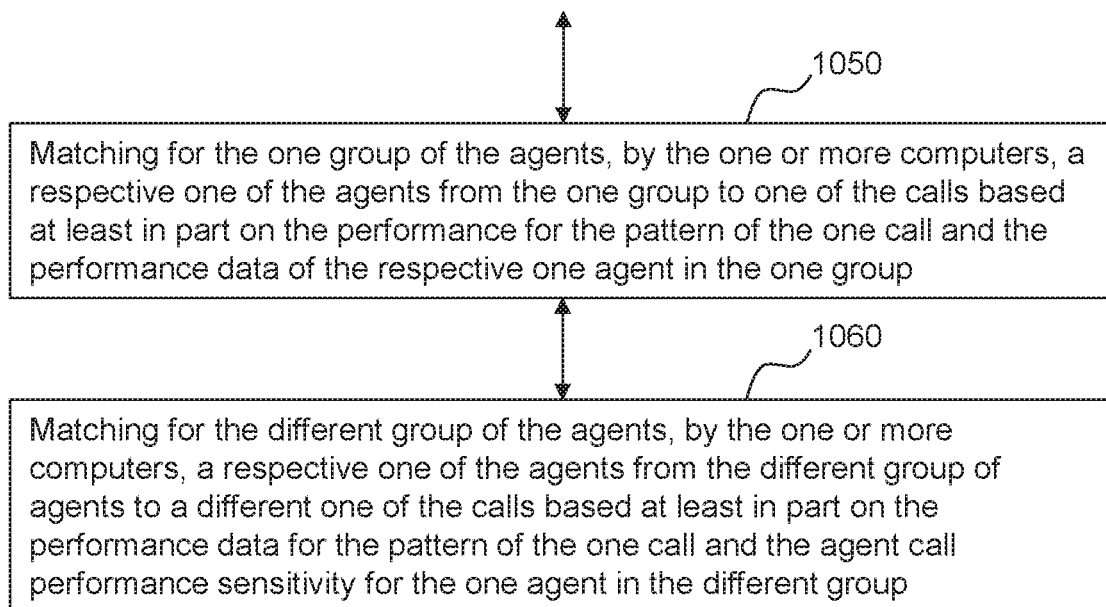 1050
Matching for the one group of the agents, by the one or more computers, a
respective one of the agents from the one group to one of the calls based
at least in part on the performance for the pattern of the one call and the
performance data of the respective one agent in the one group
1060
Matching for the different group of the agents, by the one or more
computers, a respective one of the agents from the different group of
agents to a different one of the calls based at least in part on the
performance data for the pattern of the one call and the agent call
performance sensitivity for the one agent in the different group